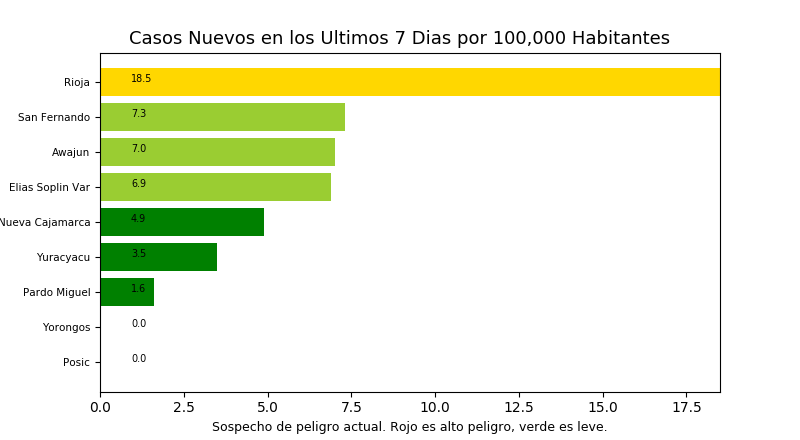 Casos Nuevos en los Ultimos 7 Dias por 100,000 Habitantes
Rioja 18.5
San Fernando 7.3
Awajun 7.0
Elias Soplin Var 6.9
Nueva Cajamarca 4.9
Yuracyacu 3.5
Pardo Miguel 1.6
Yorongos 0.0
Posic 0.0
0.0 2.5 5.0 7.5 10.0 12.5 15.0 17.5
Sospecho de peligro actual. Rojo es alto peligro, verde es leve.